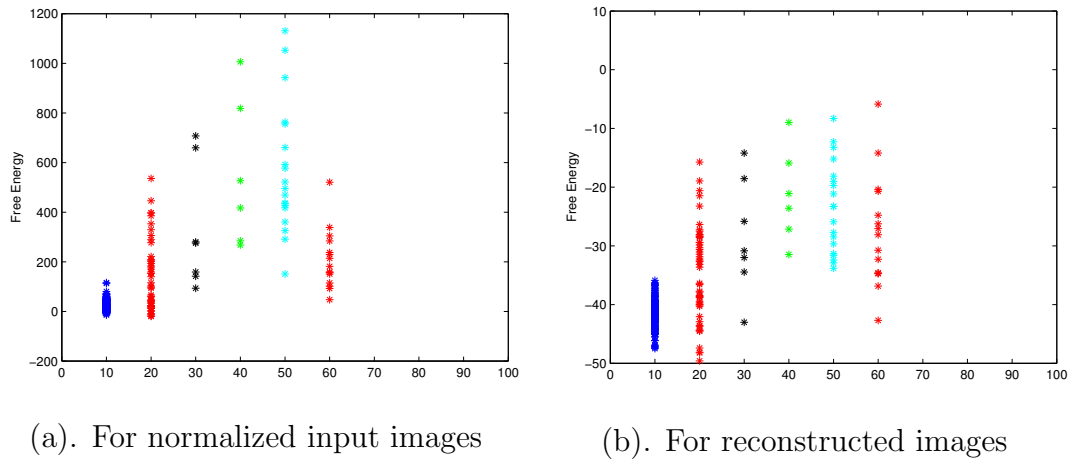 1200
1000
800
600
400
200
0
−200
Free Energy
0 10 20 30 40 50 60 70 80 90 100
(a). For normalized input images
10
0
−10
−20
−30
−40
−50
Free Energy
0 10 20 30 40 50 60 70 80 90 100
(b). For reconstructed images